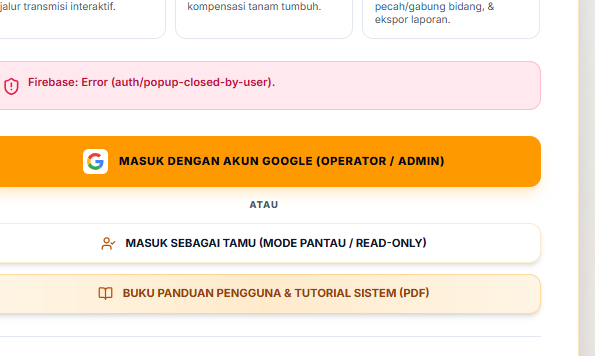 jalur transmisi interaktif.
kompensasi tanam tumbuh.
pecah/gabung bidang, &
ekspor laporan.
Firebase: Error (auth/popup-closed-by-user).
MASUK DENGAN AKUN GOOGLE (OPERATOR / ADMIN)
ATAU
MASUK SEBAGAI TAMU (MODE PANTAU / READ-ONLY)
BUKU PANDUAN PENGGUNA & TUTORIAL SISTEM (PDF)